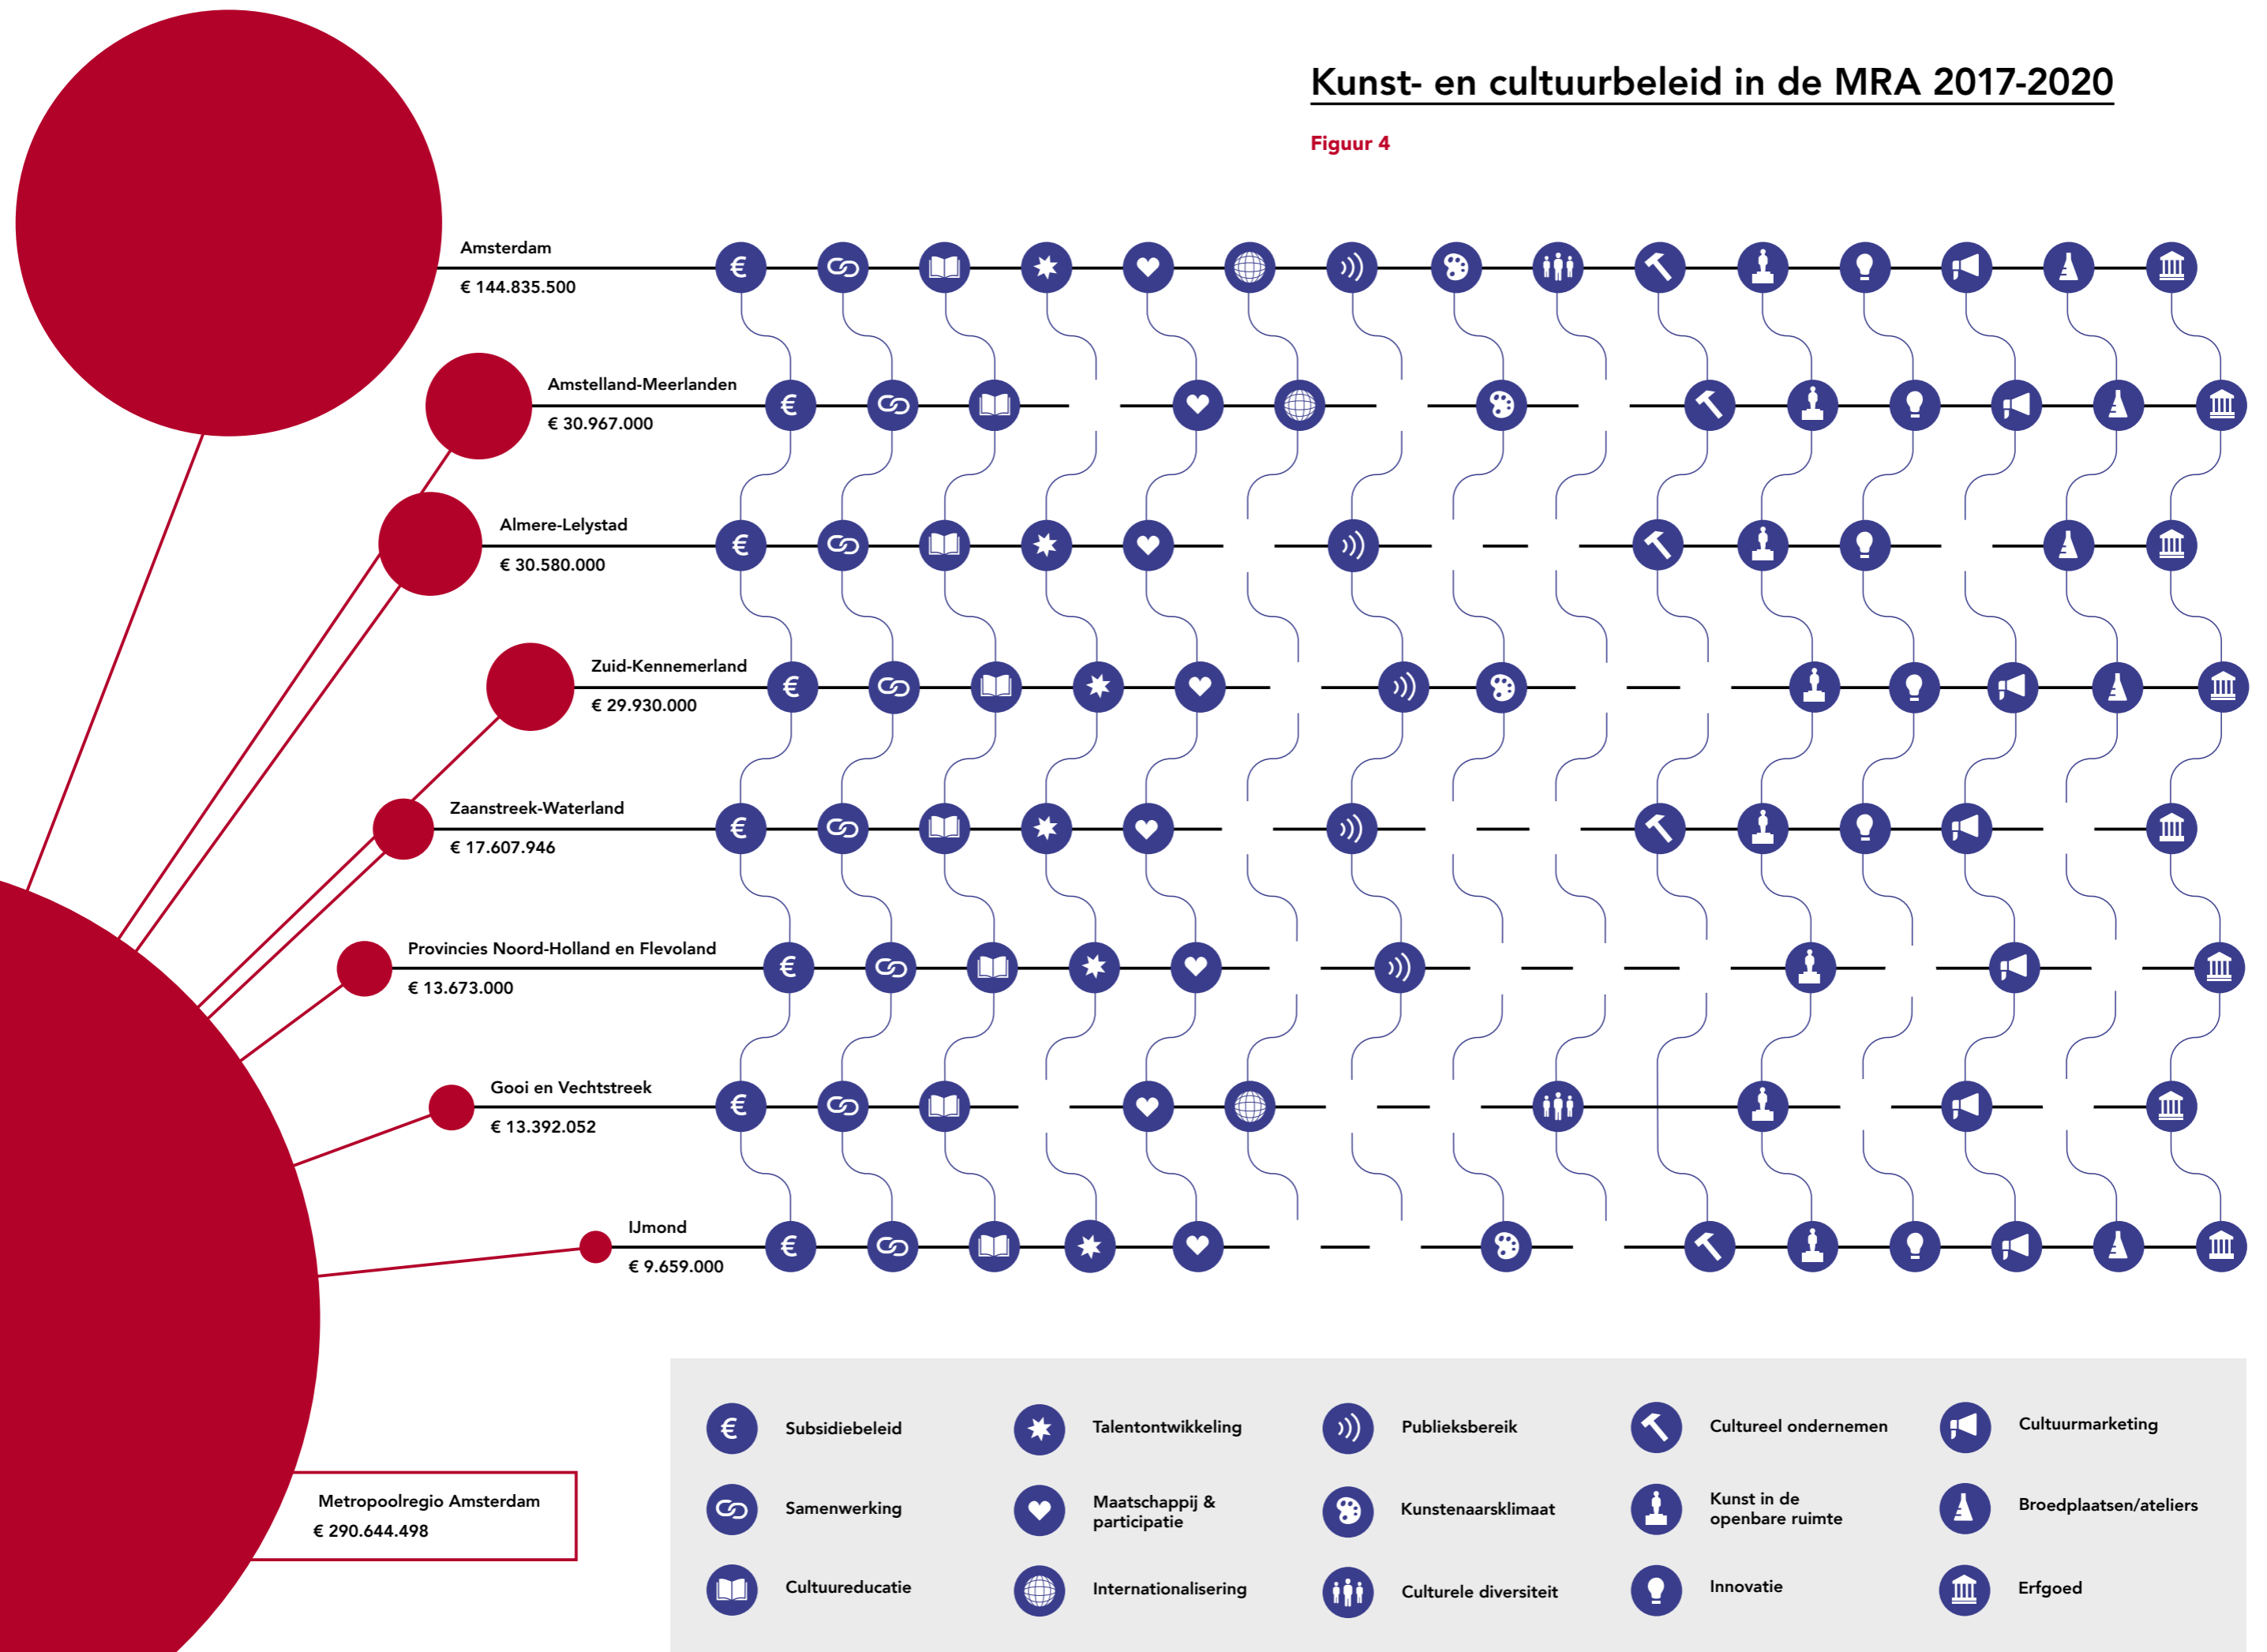 Kunst- en cultuurbeleid in de MRA 2017-2020
Figuur 4
Amsterdam
€ 144.835.500
Amstelland-Meerlanden
€ 30.967.000
Almere-Lelystad
€ 30.580.000
Zuid-Kennemerland
€ 29.930.000
Zaanstreek-Waterland
€ 17.607.946
Provincies Noord-Holland en Flevoland
€ 13.673.000
Gooi en Vechtstreek
€ 13.392.052
IJmond
€ 9.659.000
Metropoolregio Amsterdam
€ 290.644.498
Subsidiebeleid
Samenwerking
Cultuureducatie
Talentontwikkeling
Maatschappij &
participatie
Internationalisering
Publieksbereik
Kunstenaarsklimaat
Culturele diversiteit
Cultureel ondernemen
Kunst in de
openbare ruimte
Innovatie
Cultuurmarketing
Broedplaatsen/ateliers
Erfgoed